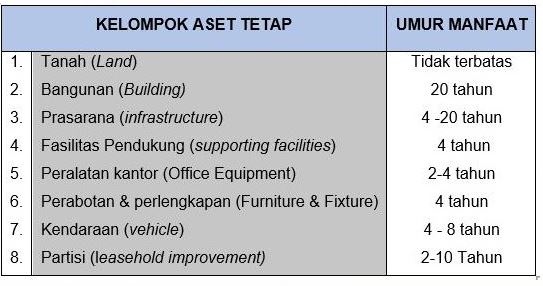 KELOMPOK ASET TETAP UMUR MANFAAT
1. Tanah (Land) Tidak terbatas
2. Bangunan (Building) 20 tahun
3. Prasarana (infrastructure) 4 -20 tahun
4. Fasilitas Pendukung (supporting facilities) 4 tahun
5. Peralatan kantor (Office Equipment) 2-4 tahun
6. Perabotan & perlengkapan (Furniture & Fixture) 4 tahun
7. Kendaraan (vehicle) 4 - 8 tahun
8. Partisi (leasehold improvement) 2-10 Tahun